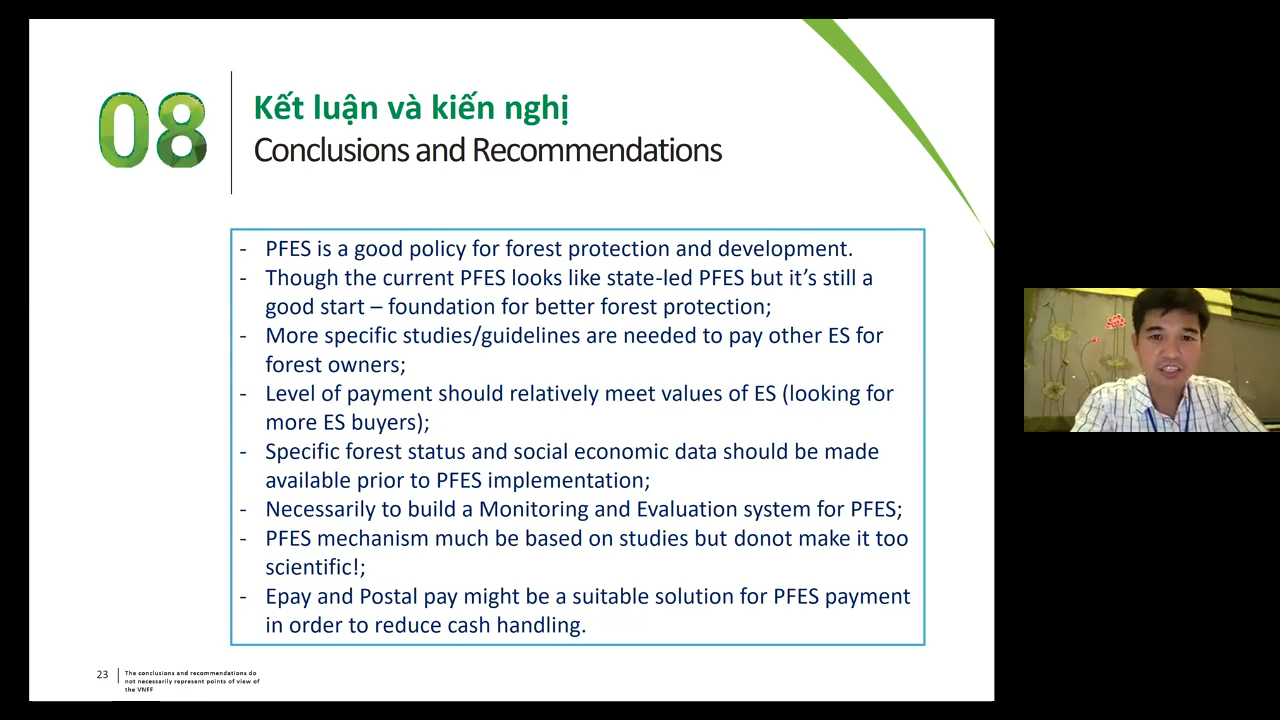 08
Kết luận và kiến nghị
Conclusions and Recommendations
- PFES is a good policy for forest protection and development.
- Though the current PFES looks like state-led PFES but it’s still a
good start – foundation for better forest protection;
- More specific studies/guidelines are needed to pay other ES for
forest owners;
- Level of payment should relatively meet values of ES (looking for
more ES buyers);
- Specific forest status and social economic data should be made
available prior to PFES implementation;
- Necessarily to build a Monitoring and Evaluation system for PFES;
- PFES mechanism much be based on studies but donot make it too
scientific!;
- Epay and Postal pay might be a suitable solution for PFES payment
in order to reduce cash handling.
23
The conclusions and recommendations do
not necessarily represent points of view of
the VNFF